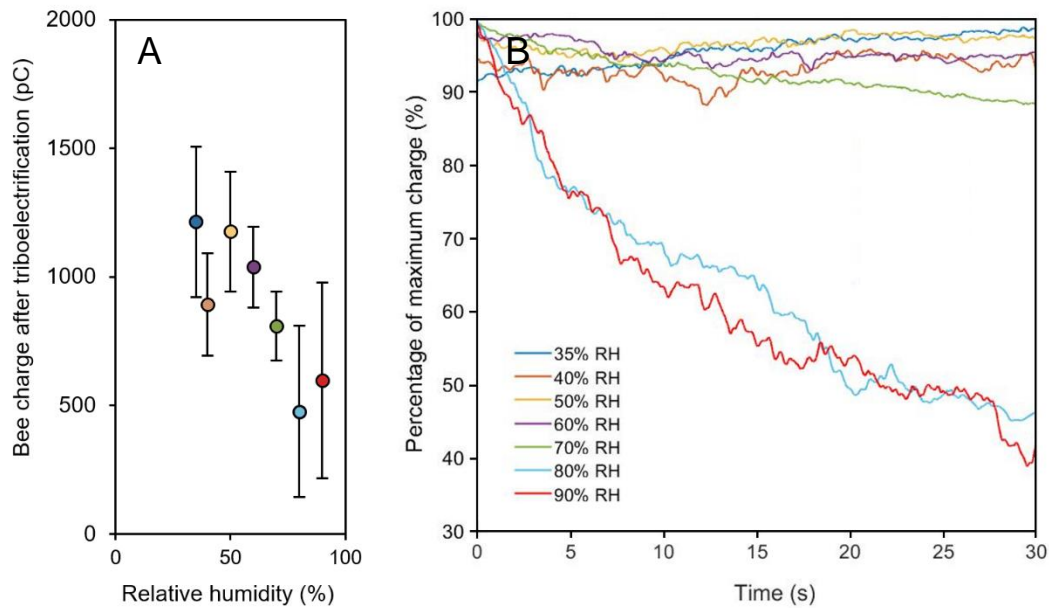 A
Bee charge after triboelectrification (pC)
2000
1500
1000
500
0
0
50
100
Relative humidity (%)
B
Percentage of maximum charge (%)
100
90
80
70
60
50
40
30
35% RH
40% RH
50% RH
60% RH
70% RH
80% RH
90% RH
0
5
10
15
20
25
30
Time (s)